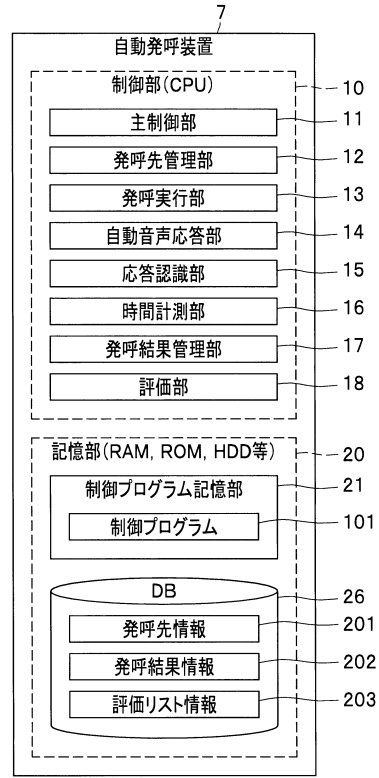 7
自動発呼装置
制御部(CPU)
10
主制御部
11
発呼先管理部
12
発呼実行部
13
自動音声応答部
14
応答認識部
15
時間計測部
16
発呼結果管理部
17
評価部
18
記憶部(RAM, ROM, HDD等)
20
制御プログラム記憶部
21
制御プログラム
101
DB
26
発呼先情報
201
発呼結果情報
202
評価リスト情報
203